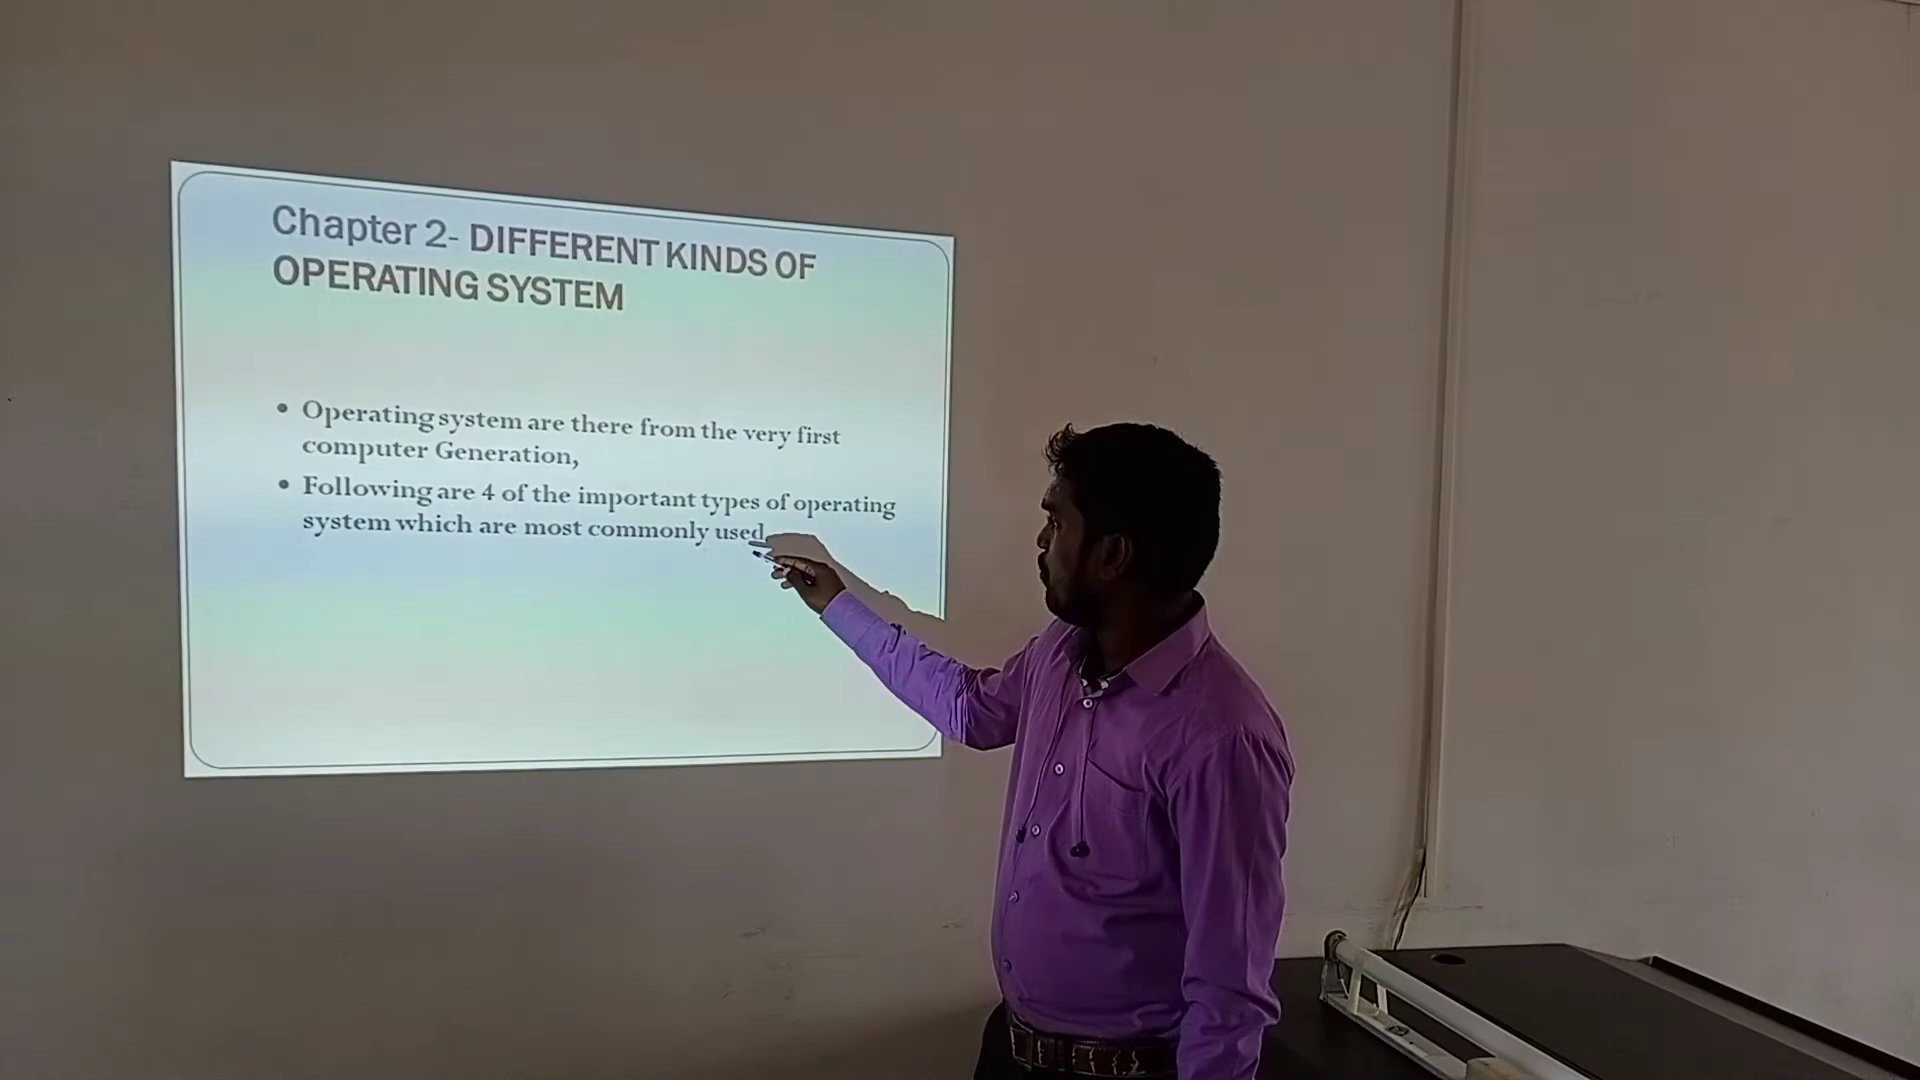 Chapter 2- DIFFERENT KINDS OF
OPERATING SYSTEM
• Operating system are there from the very first
computer Generation,
• Following are 4 of the important types of operating
system which are most commonly used